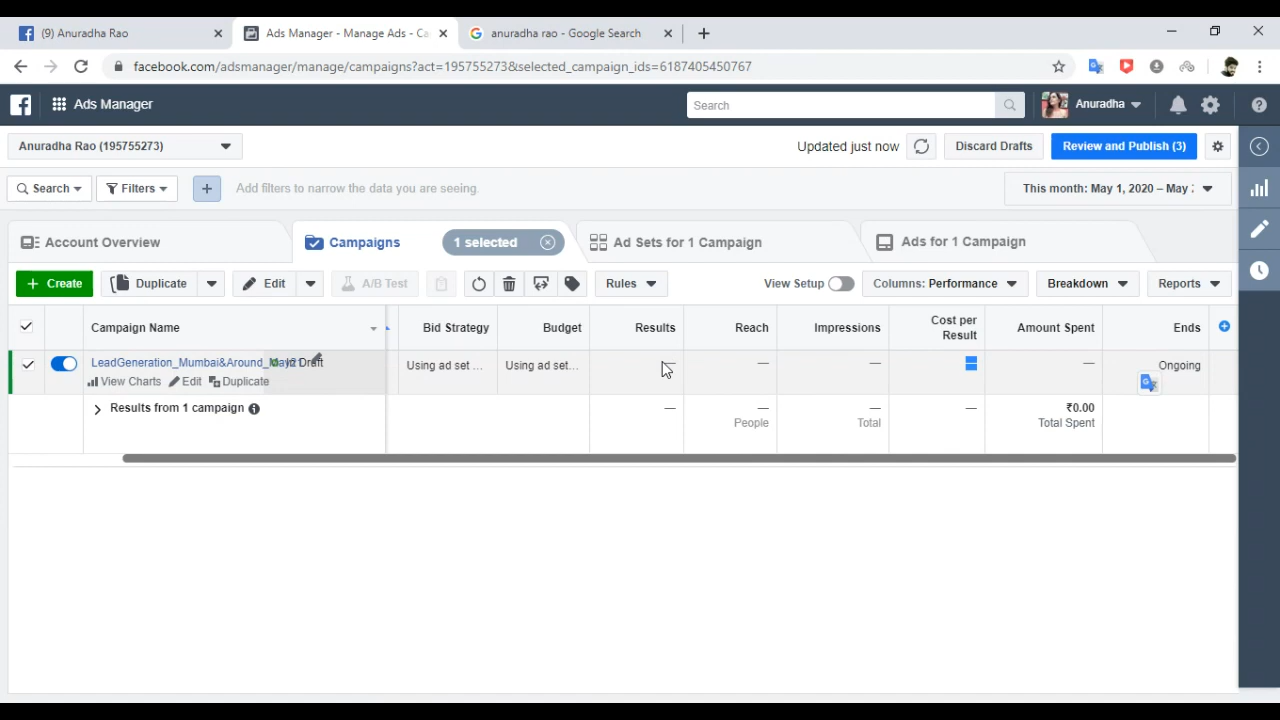 (9) Anuradha Rao
Ads Manager - Manage Ads - Ca
anuradha rao - Google Search
facebook.com/adsmanager/manage/campaigns?act=195755273&selected_campaign_ids=6187405450767
Ads Manager
Search
Anuradha
Anuradha Rao (195755273)
Updated just now
Discard Drafts
Review and Publish (3)
Search
Filters
Add filters to narrow the data you are seeing.
This month: May 1, 2020 – May
Account Overview
Campaigns
1 selected
Ad Sets for 1 Campaign
Ads for 1 Campaign
+ Create
Duplicate
Edit
A/B Test
Rules
View Setup
Columns: Performance
Breakdown
Reports
Campaign Name
Bid Strategy
Budget
Results
Reach
Impressions
Cost per
Result
Amount Spent
Ends
LeadGeneration_Mumbai&Around_ Draft
Using ad set ...
Using ad set...
—
—
—
—
Ongoing
View Charts
Edit
Duplicate
Results from 1 campaign
—
—
People
—
Total
—
₹0.00
Total Spent